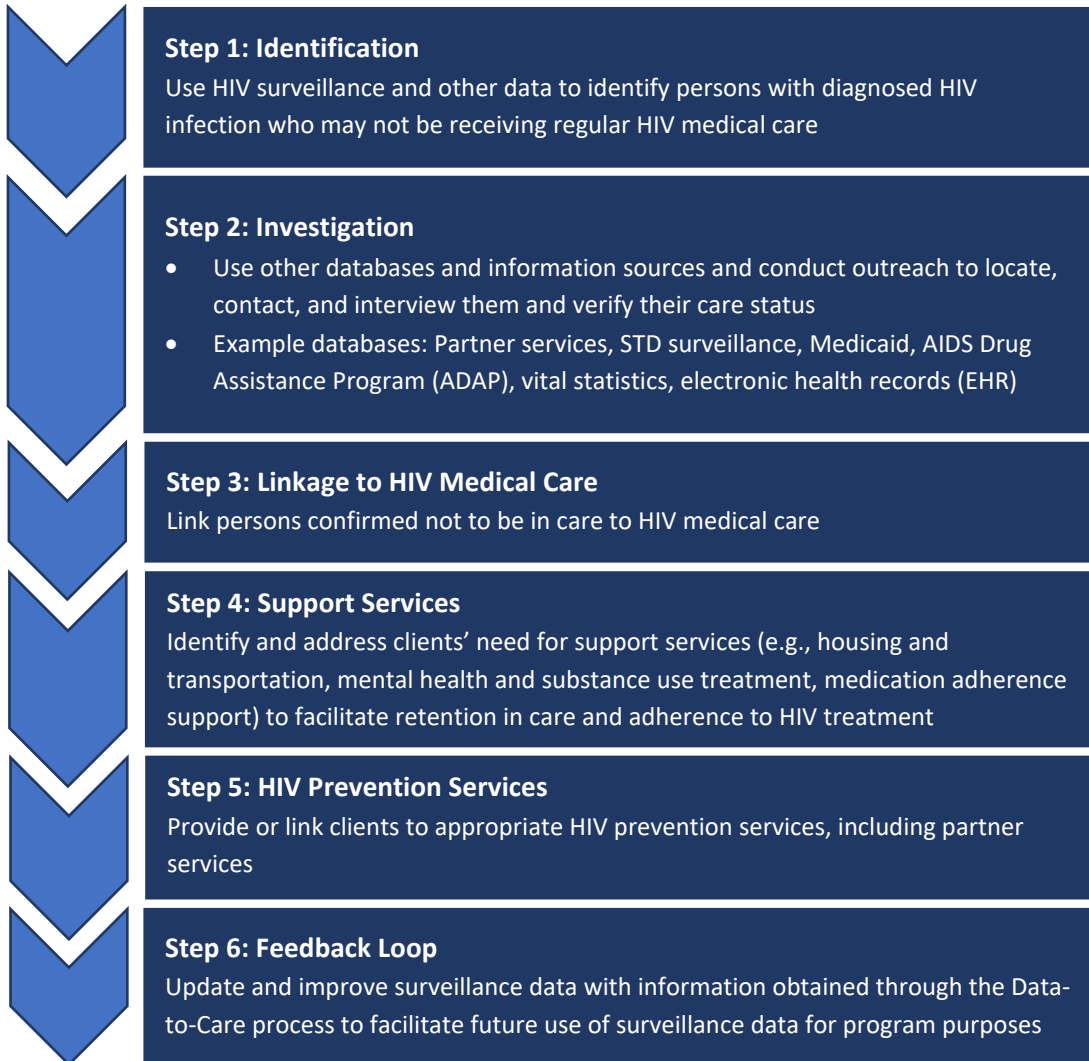 Step 1: Identification
Use HIV surveillance and other data to identify persons with diagnosed HIV
infection who may not be receiving regular HIV medical care
Step 2: Investigation
• Use other databases and information sources and conduct outreach to locate,
contact, and interview them and verify their care status
• Example databases: Partner services, STD surveillance, Medicaid, AIDS Drug
Assistance Program (ADAP), vital statistics, electronic health records (EHR)
Step 3: Linkage to HIV Medical Care
Link persons confirmed not to be in care to HIV medical care
Step 4: Support Services
Identify and address clients’ need for support services (e.g., housing and
transportation, mental health and substance use treatment, medication adherence
support) to facilitate retention in care and adherence to HIV treatment
Step 5: HIV Prevention Services
Provide or link clients to appropriate HIV prevention services, including partner
services
Step 6: Feedback Loop
Update and improve surveillance data with information obtained through the Data-
to-Care process to facilitate future use of surveillance data for program purposes